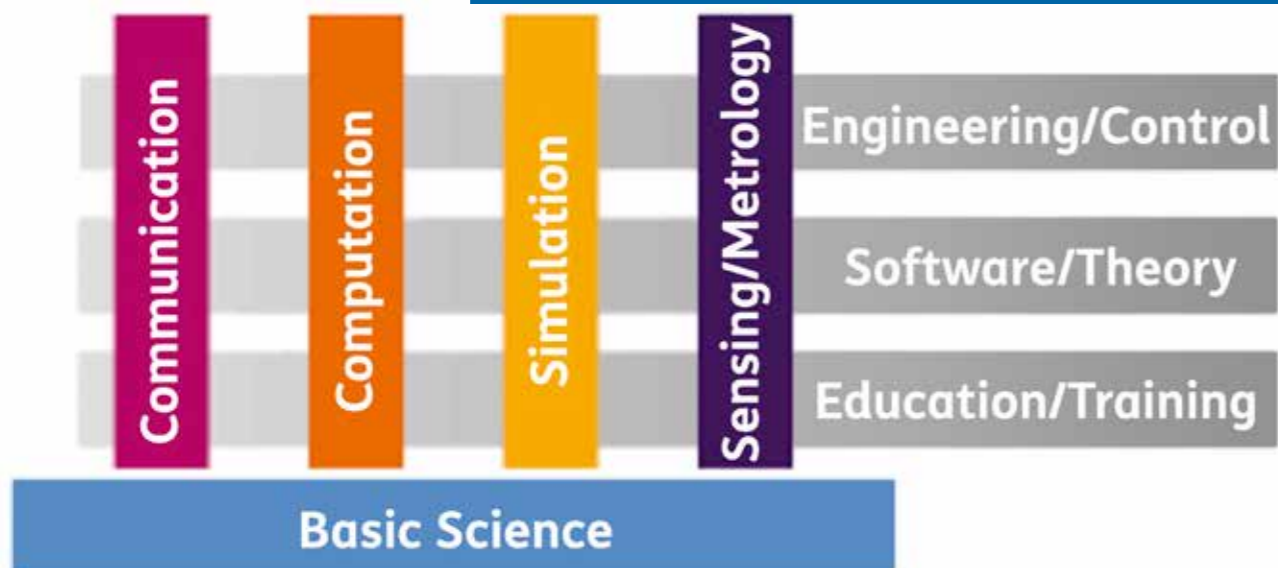 Communication
Computation
Simulation
Sensing/Metrology
Engineering/Control
Software/Theory
Education/Training
Basic Science